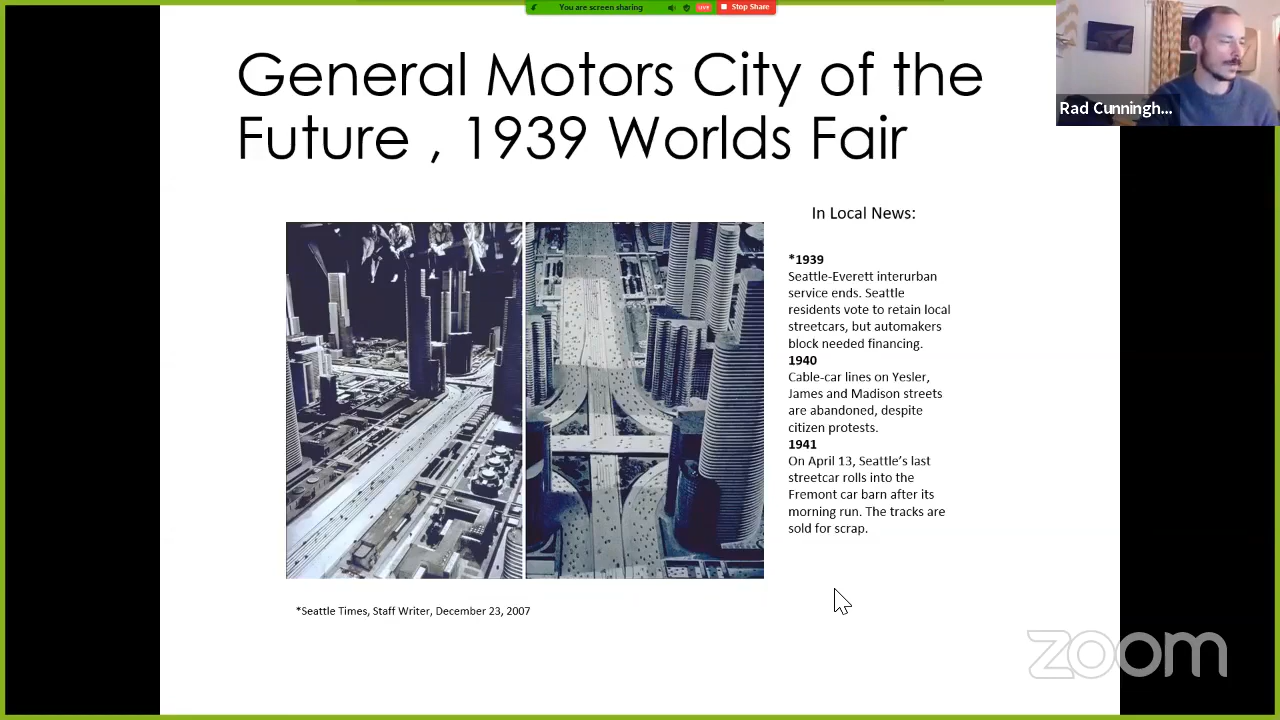 You are screen sharing
LIVE
Stop Share
General Motors City of the
Future , 1939 Worlds Fair
Rad Cunningh...
In Local News:
*1939
Seattle-Everett interurban
service ends. Seattle
residents vote to retain local
streetcars, but automakers
block needed financing.
1940
Cable-car lines on Yesler,
James and Madison streets
are abandoned, despite
citizen protests.
1941
On April 13, Seattle's last
streetcar rolls into the
Fremont car barn after its
morning run. The tracks are
sold for scrap.
*Seattle Times, Staff Writer, December 23, 2007
zoom